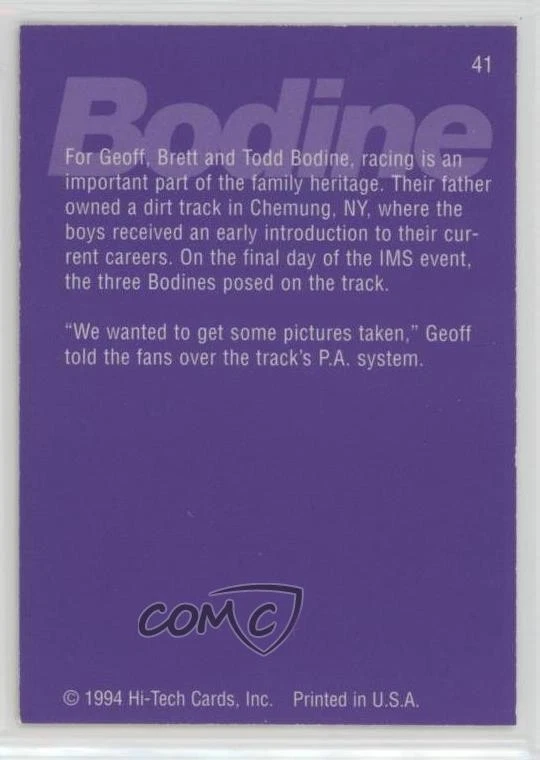 41
Bodine
For Geoff, Brett and Todd Bodine, racing is an
important part of the family heritage. Their father
owned a dirt track in Chemung, NY, where the
boys received an early introduction to their cur-
rent careers. On the final day of the IMS event,
the three Bodines posed on the track.
"We wanted to get some pictures taken," Geoff
told the fans over the track's P.A. system.
COMC
© 1994 Hi-Tech Cards, Inc. Printed in U.S.A.